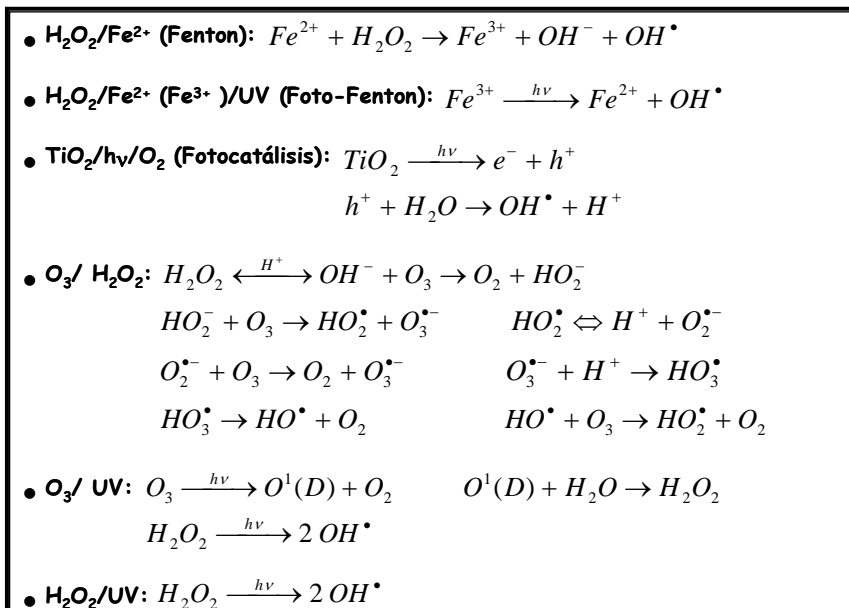 • H₂O₂/Fe²⁺ (Fenton): Fe²⁺ + H₂O₂ → Fe³⁺ + OH⁻ + OH•
• H₂O₂/Fe²⁺ (Fe³⁺ )/UV (Foto-Fenton): Fe³⁺ —hν→ Fe²⁺ + OH•
• TiO₂/hν/O₂ (Fotocatálisis): TiO₂ —hν→ e⁻ + h⁺
h⁺ + H₂O → OH• + H⁺
• O₃/ H₂O₂: H₂O₂ ←H⁺→ OH⁻ + O₃ → O₂ + HO₂⁻
HO₂⁻ + O₃ → HO₂• + O₃•⁻ HO₂• ⇔ H⁺ + O₂•⁻
O₂•⁻ + O₃ → O₂ + O₃•⁻ O₃•⁻ + H⁺ → HO₃•
HO₃• → HO• + O₂ HO• + O₃ → HO₂• + O₂
• O₃/ UV: O₃ —hν→ O¹(D) + O₂ O¹(D) + H₂O → H₂O₂
H₂O₂ —hν→ 2 OH•
• H₂O₂/UV: H₂O₂ —hν→ 2 OH•